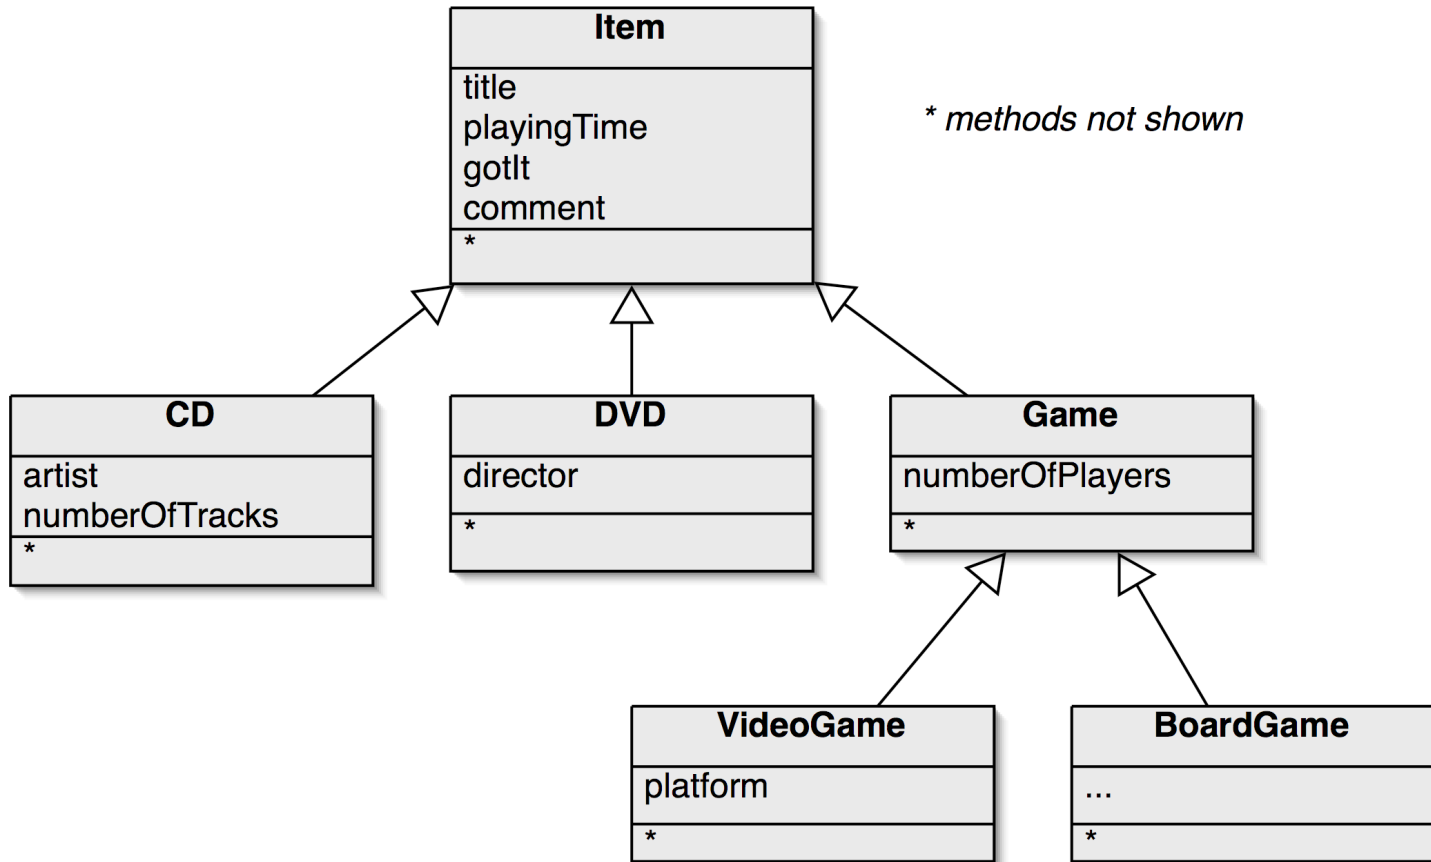 Item
title
playingTime
gotIt
comment
*
* methods not shown
CD
artist
numberOfTracks
*
DVD
director
*
Game
numberOfPlayers
*
VideoGame
platform
*
BoardGame
...
*